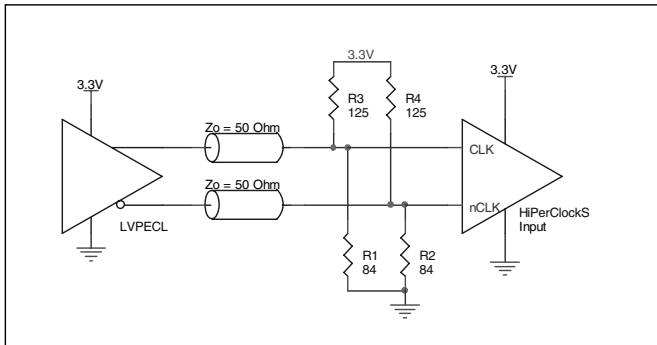 3.3V
3.3V
3.3V
R3
125
R4
125
Zo = 50 Ohm
CLK
Zo = 50 Ohm
nCLK
HiPerClockS
Input
LVPECL
R1
84
R2
84